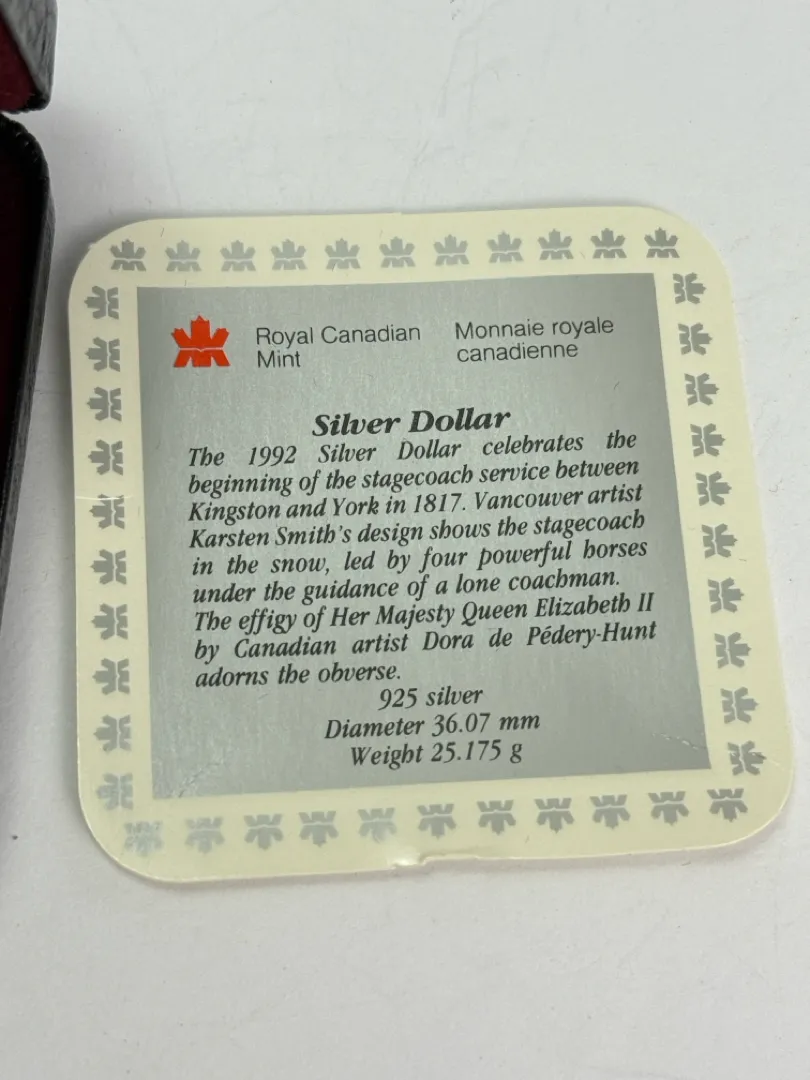 Royal Canadian Mint
Monnaie royale canadienne
Silver Dollar
The 1992 Silver Dollar celebrates the
beginning of the stagecoach service between
Kingston and York in 1817. Vancouver artist
Karsten Smith's design shows the stagecoach
in the snow, led by four powerful horses
under the guidance of a lone coachman.
The effigy of Her Majesty Queen Elizabeth II
by Canadian artist Dora de Pédery-Hunt
adorns the obverse.
925 silver
Diameter 36.07 mm
Weight 25.175 g